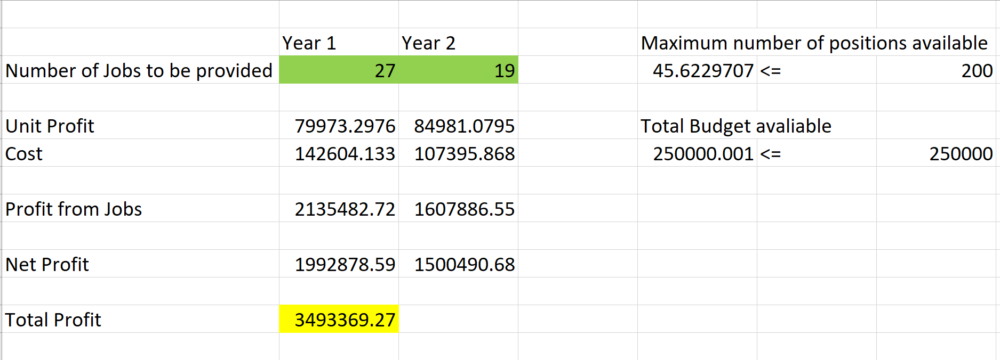 Year 1 Year 2 Maximum number of positions available
Number of Jobs to be provided 27 19 45.6229707 <= 200
Unit Profit 79973.2976 84981.0795 Total Budget avaliable
Cost 142604.133 107395.868 250000.001 <= 250000
Profit from Jobs 2135482.72 1607886.55
Net Profit 1992878.59 1500490.68
Total Profit 3493369.27